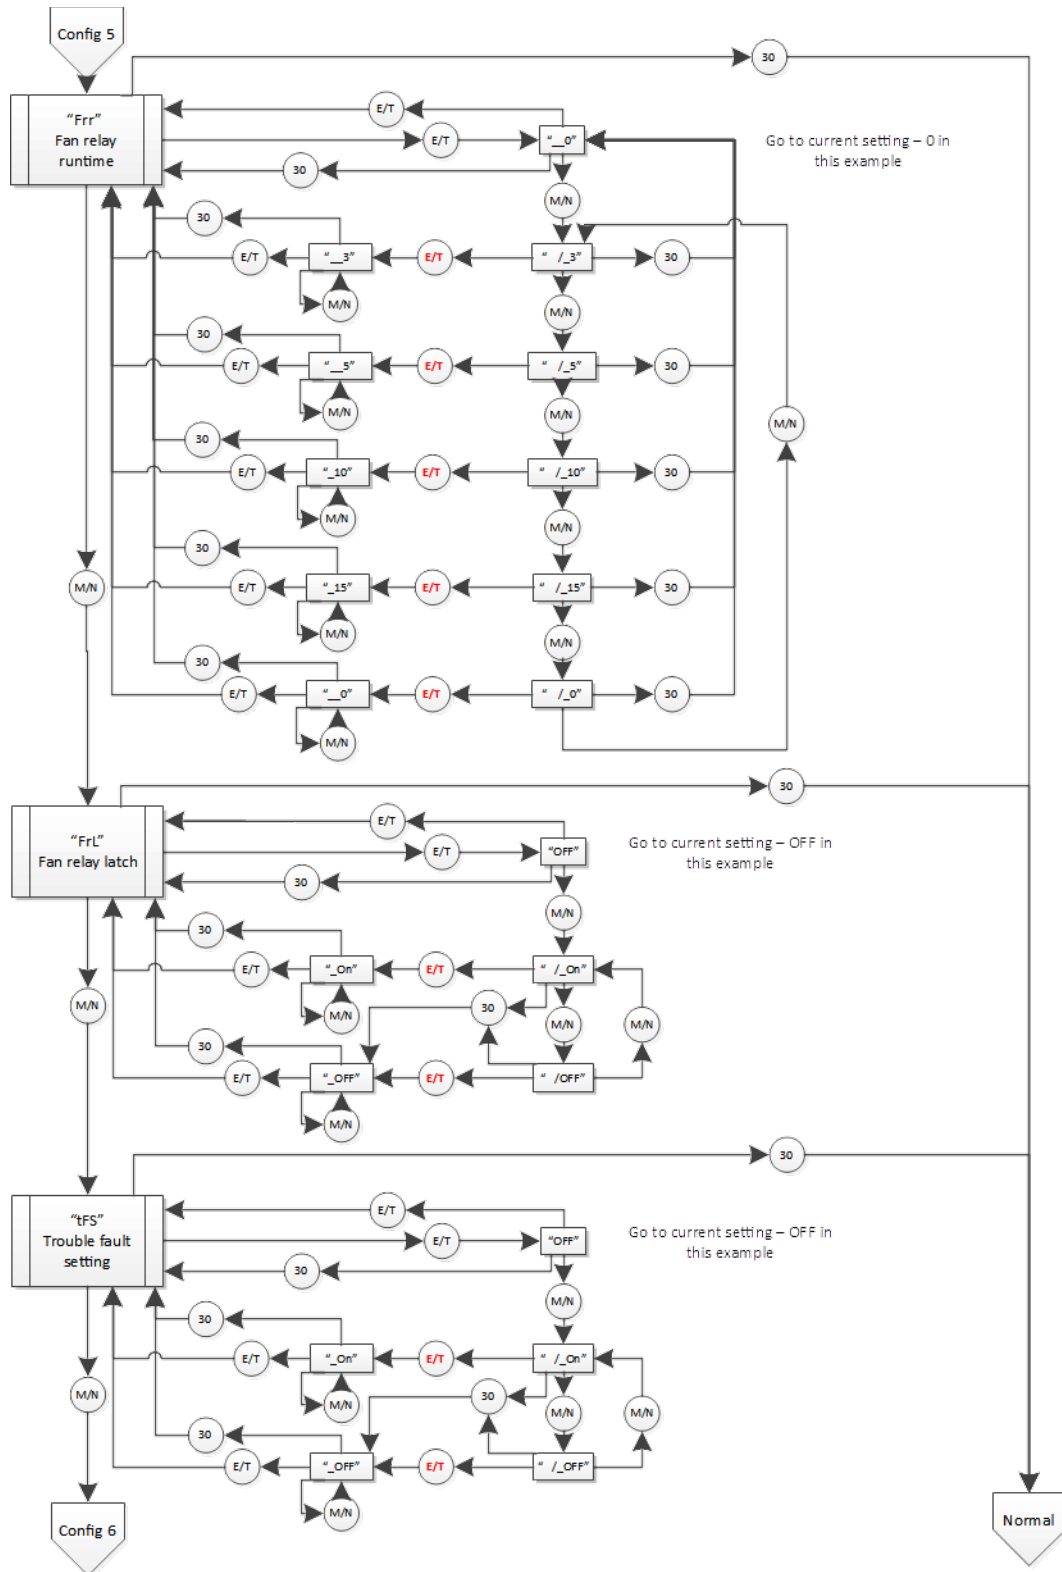 Config 5
30
"Frr"
Fan relay
runtime
E/T
E/T
"__0"
Go to current setting – 0 in
this example
30
M/N
30
E/T
"__3"
E/T
" /_3"
30
M/N
M/N
30
E/T
"__5"
E/T
" /_5"
30
M/N
M/N
M/N
30
E/T
"_10"
E/T
" /_10"
30
M/N
M/N
30
E/T
"_15"
E/T
" /_15"
30
M/N
M/N
M/N
30
E/T
"__0"
E/T
" /_0"
30
M/N
30
"FrL"
Fan relay latch
E/T
E/T
"OFF"
Go to current setting – OFF in
this example
30
M/N
30
E/T
"_On"
E/T
" /_On"
M/N
M/N
30
M/N
M/N
30
E/T
"_OFF"
E/T
" /OFF"
M/N
30
"tFS"
Trouble fault
setting
E/T
E/T
"OFF"
Go to current setting – OFF in
this example
30
M/N
30
E/T
"_On"
E/T
" /_On"
M/N
M/N
30
M/N
M/N
30
E/T
"_OFF"
E/T
" /_OFF"
M/N
Config 6
Normal